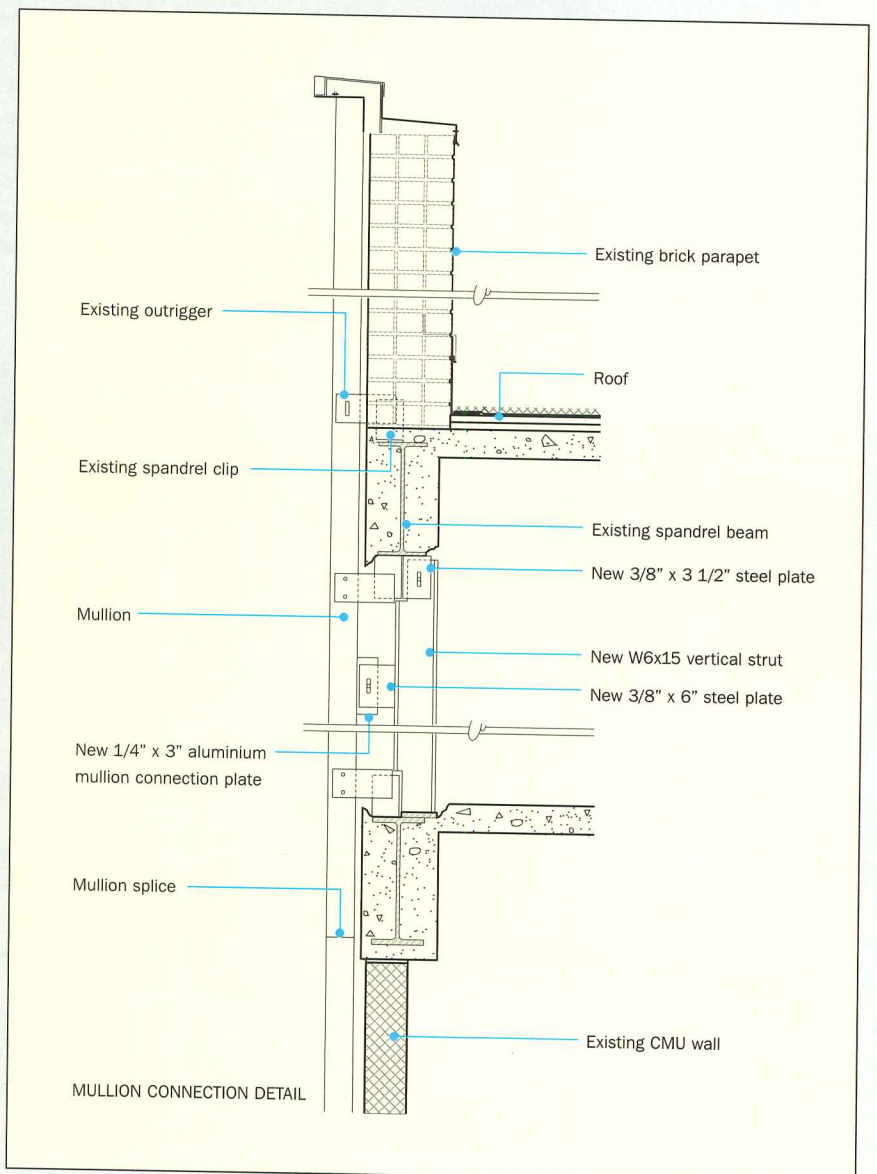 Existing brick parapet
Existing outrigger
Roof
Existing spandrel clip
Existing spandrel beam
New 3/8" x 3 1/2" steel plate
Mullion
New W6x15 vertical strut
New 3/8" x 6" steel plate
New 1/4" x 3" aluminium
mullion connection plate
Mullion splice
Existing CMU wall
MULLION CONNECTION DETAIL